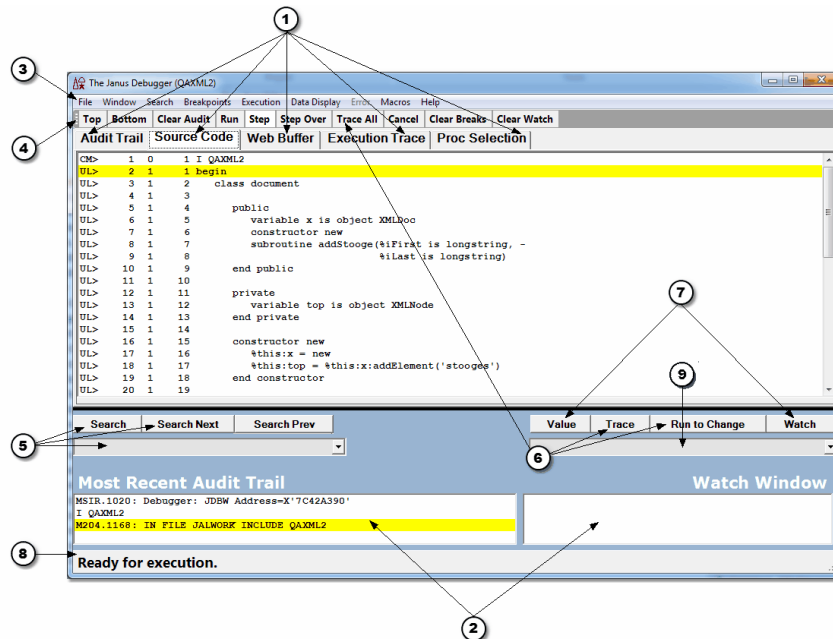 1
3
The Janus Debugger (QAXML2)
File Window Search Breakpoints Execution Data Display Error Macros Help
4
Top Bottom Clear Audit Run Step Step Over Trace All Cancel Clear Breaks Clear Watch
Audit Trail Source Code Web Buffer Execution Trace Proc Selection
CM> 1 0 1 I QAXML2
UL> 2 1 1 begin
UL> 3 1 2 class document
UL> 4 1 3
UL> 5 1 4 public
UL> 6 1 5 variable x is object XMLDoc
UL> 7 1 6 constructor new
UL> 8 1 7 subroutine addStooge(%iFirst is longstring, -
UL> 9 1 8 %iLast is longstring)
UL> 10 1 9 end public
UL> 11 1 10
UL> 12 1 11 private
UL> 13 1 12 variable top is object XMLNode
UL> 14 1 13 end private
UL> 15 1 14
UL> 16 1 15 constructor new
UL> 17 1 16 %this:x = new
UL> 18 1 17 %this:top = %this:x:addElement('stooges')
UL> 19 1 18 end constructor
UL> 20 1 19
7
9
Search Search Next Search Prev Value Trace Run to Change Watch
5
6
Most Recent Audit Trail Watch Window
MSIR.1020: Debugger: JDBW Address=X'7C42A390'
I QAXML2
M204.1168: IN FILE JALWORK INCLUDE QAXML2
8
Ready for execution.
2